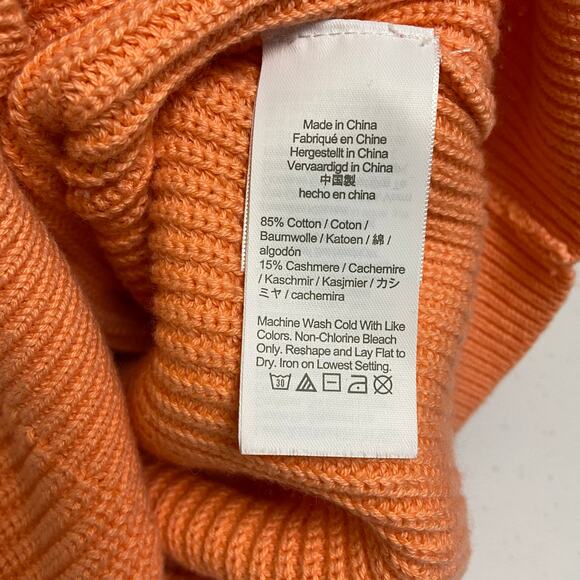 Made in China
Fabriqué en Chine
Hergestellt in China
Vervaardigd in China
中国製
hecho en china
85% Cotton / Coton /
Baumwolle / Katoen / 綿 /
algodón
15% Cashmere / Cachemire
/ Kaschmir / Kasjmier / カシ
ミヤ / cachemira
Machine Wash Cold With Like
Colors. Non-Chlorine Bleach
Only. Reshape and Lay Flat to
Dry. Iron on Lowest Setting.
30